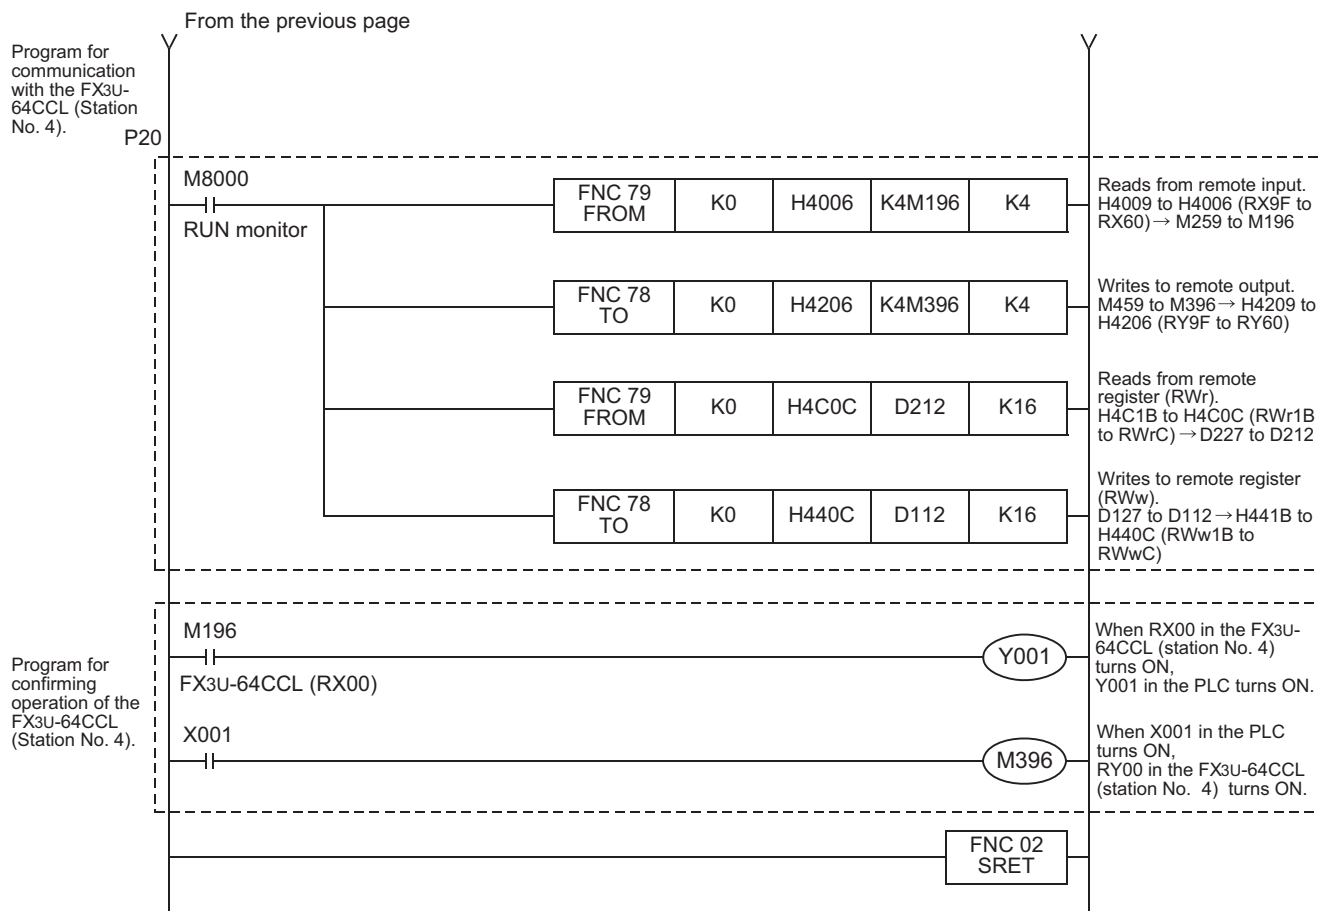 From the previous page
Program for
communication
with the FX3U-
64CCL (Station
No. 4).
P20
M8000
RUN monitor
FNC 79
FROM
K0
H4006
K4M196
K4
Reads from remote input.
H4009 to H4006 (RX9F to
RX60)→ M259 to M196
FNC 78
TO
K0
H4206
K4M396
K4
Writes to remote output.
M459 to M396→ H4209 to
H4206 (RY9F to RY60)
FNC 79
FROM
K0
H4C0C
D212
K16
Reads from remote
register (RWr).
H4C1B to H4C0C (RWr1B
to RWrC) →D227 to D212
FNC 78
TO
K0
H440C
D112
K16
Writes to remote register
(RWw).
D127 to D112→H441B to
H440C (RWw1B to
RWwC)
Program for
confirming
operation of the
FX3U-64CCL
(Station No. 4).
M196
FX3U-64CCL (RX00)
Y001
When RX00 in the FX3U-
64CCL (station No. 4)
turns ON,
Y001 in the PLC turns ON.
X001
M396
When X001 in the PLC
turns ON,
RY00 in the FX3U-64CCL
(station No. 4) turns ON.
FNC 02
SRET